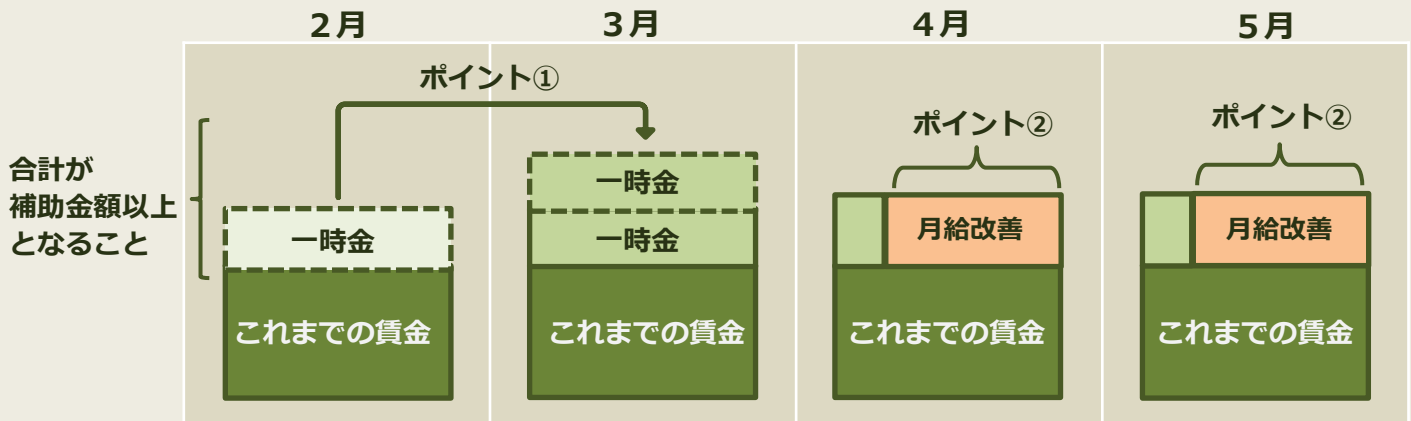 2月
3月
4月
5月
ポイント①
ポイント②
ポイント②
合計が
補助金額以上
となること
一時金
一時金
一時金
月給改善
月給改善
これまでの賃金
これまでの賃金
これまでの賃金
これまでの賃金